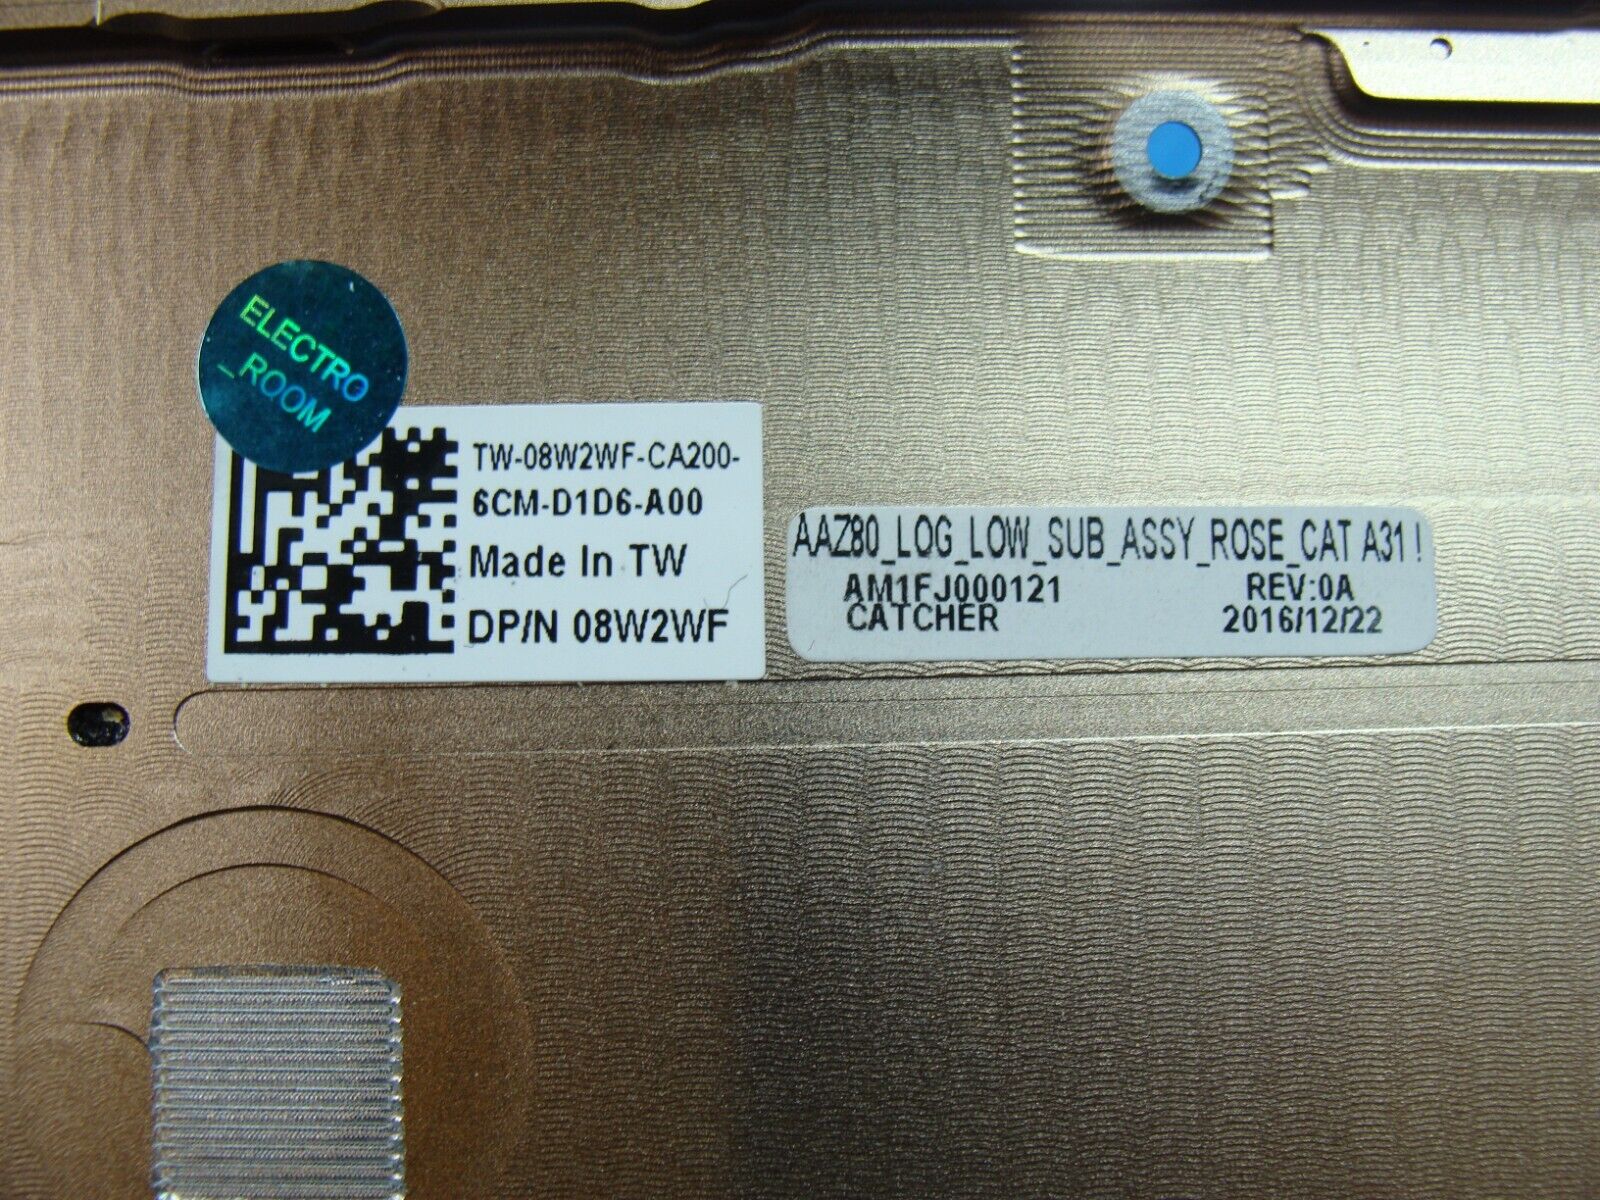 ELECTRO
_ROOM
TW-08W2WF-CA200-
6CM-D1D6-A00
Made In TW
DP/N 08W2WF
AAZ80_LOG_LOW_SUB_ASSY_ROSE_CAT A31 !
AM1FJ000121 REV:0A
CATCHER 2016/12/22